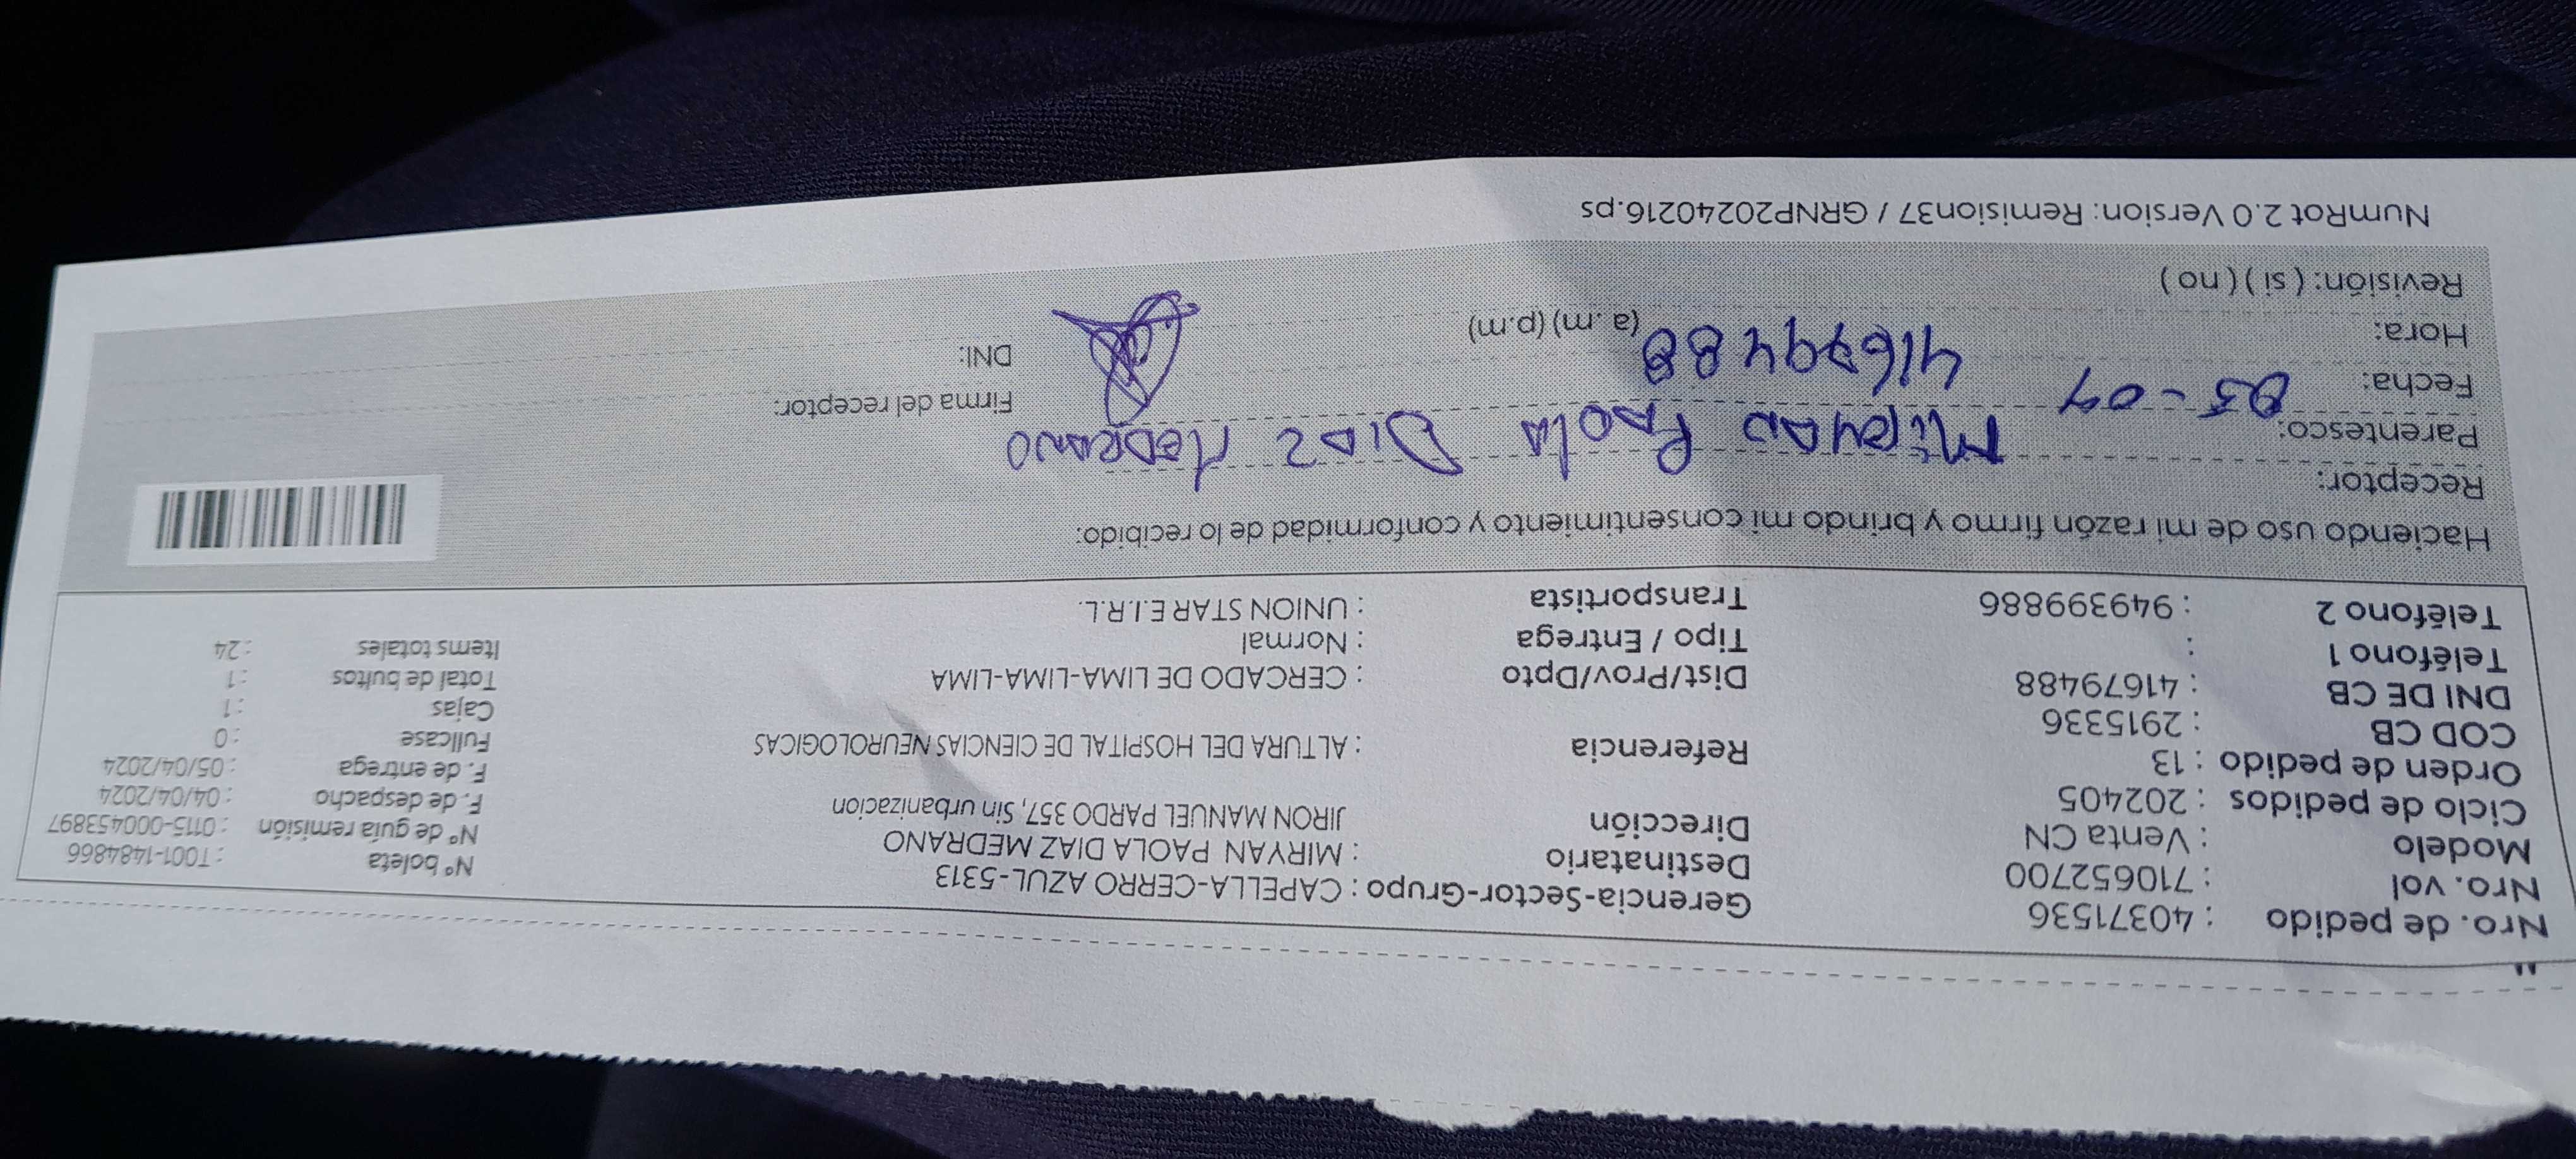 Nro. de pedido : 40371536
Nro. vol : 710652700
Modelo : Venta CN
Ciclo de pedidos : 202405
Orden de pedido : 13
COD CB : 2915336
DNI DE CB : 41679488
Teléfono 1 :
Teléfono 2 : 949399886
Gerencia-Sector-Grupo : CAPELLA-CERRO AZUL-5313
Destinatario : MIRYAN PAOLA DIAZ MEDRANO
Dirección JIRON MANUEL PARDO 357, Sin urbanizacion
Referencia : ALTURA DEL HOSPITAL DE CIENCIAS NEUROLOGICAS
Dist/Prov/Dpto : CERCADO DE LIMA-LIMA-LIMA
Tipo / Entrega : Normal
Transportista : UNION STAR E.I.R.L.
N° boleta : T001-1484866
N° de guía remisión : 0115-000453897
F. de despacho : 04/04/2024
F. de entrega : 05/04/2024
Fullcase : 0
Cajas : 1
Total de bultos : 1
Items totales : 24
Haciendo uso de mi razón firmo y brindo mi consentimiento y conformidad de lo recibido.
Receptor:
Parentesco: Miryan Paola Diaz Medrano
Fecha: 05-04 41679488
Hora: (a.m) (p.m)
Revisión: ( si ) ( no )
Firma del receptor:
DNI:
NumRot 2.0 Version: Remision37 / GRNP20240216.ps